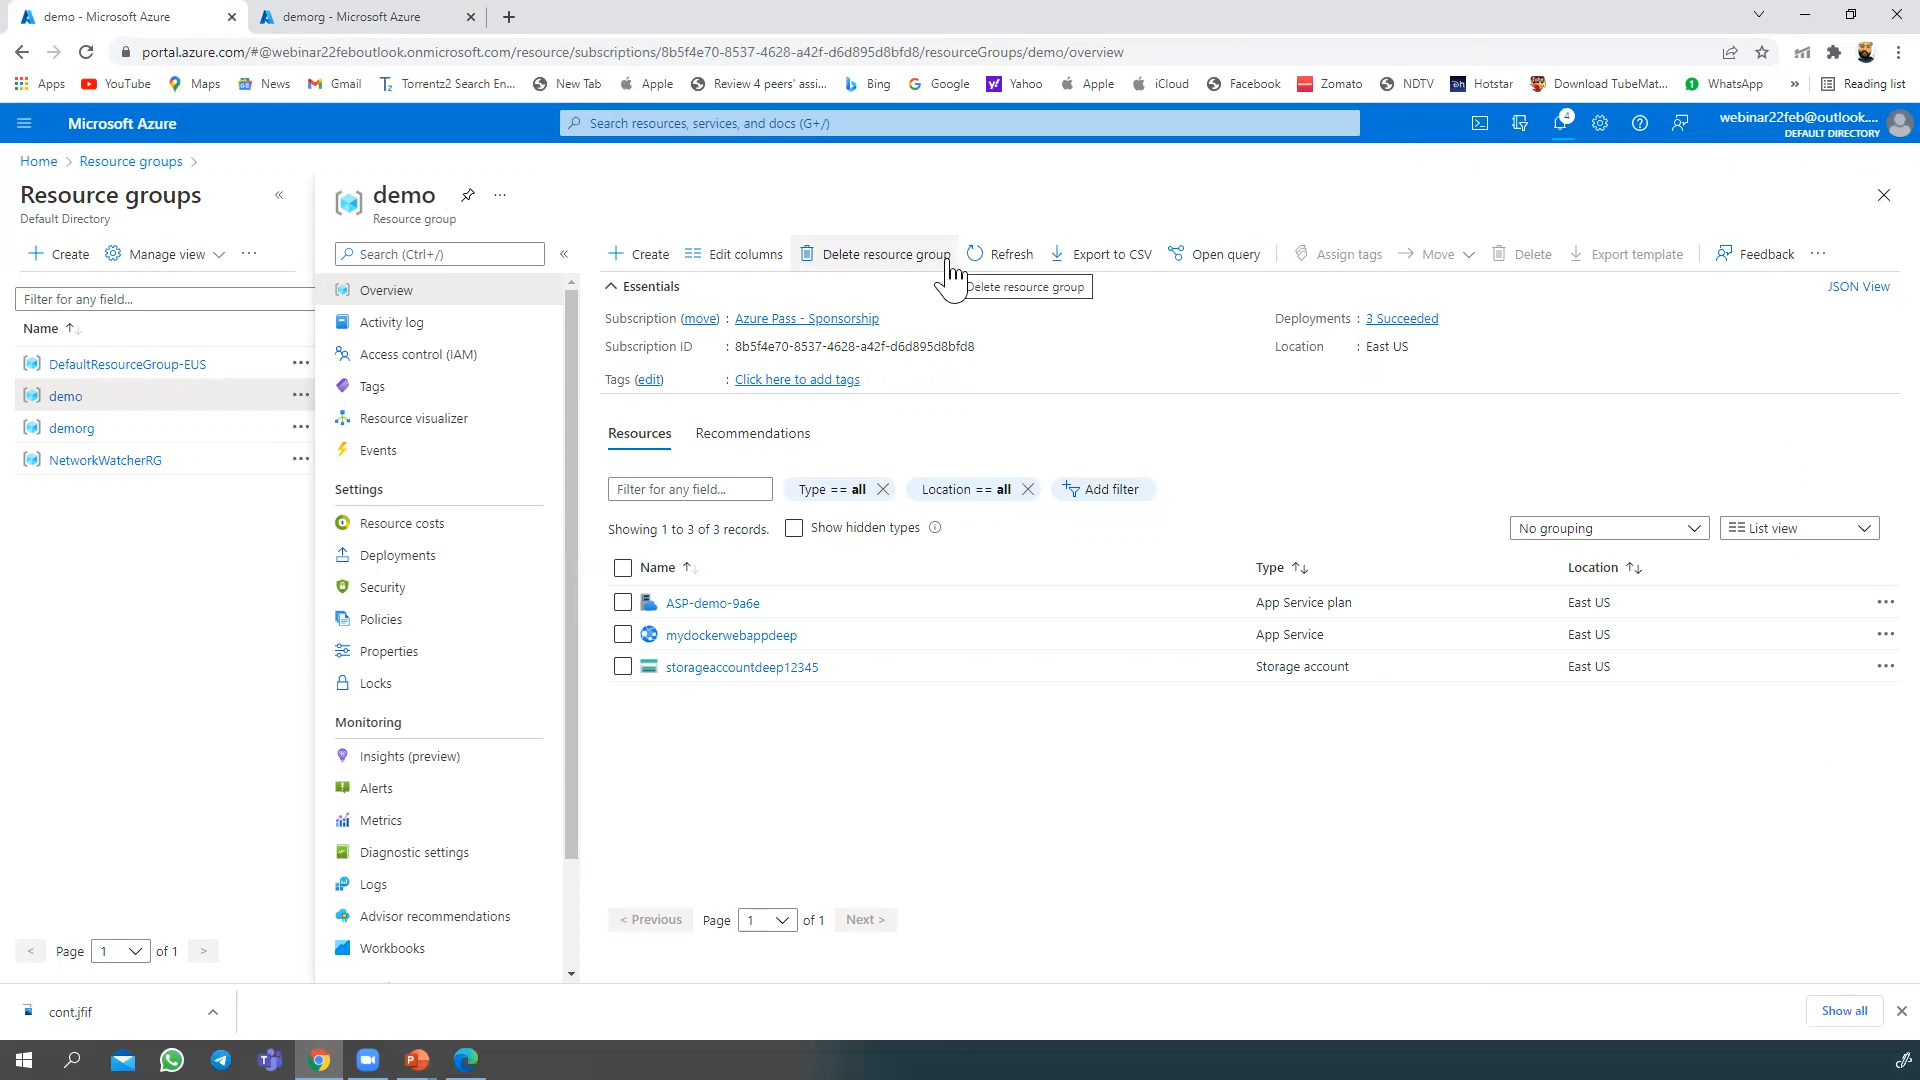 demo - Microsoft Azure
demorg - Microsoft Azure
portal.azure.com/#@webinar22feboutlook.onmicrosoft.com/resource/subscriptions/8b5f4e70-8537-4628-a42f-d6d895d8bfd8/resourceGroups/demo/overview
Apps YouTube Maps News Gmail Torrentz2 Search En... New Tab Apple Review 4 peers' assi... Bing Google Yahoo Apple iCloud Facebook Zomato NDTV Hotstar Download TubeMat... WhatsApp » Reading list
Microsoft Azure
Search resources, services, and docs (G+/)
4
webinar22feb@outlook....
DEFAULT DIRECTORY
Home > Resource groups >
Resource groups
Default Directory
Create Manage view ...
Filter for any field...
Name
DefaultResourceGroup-EUS
demo
demorg
NetworkWatcherRG
< Page 1 of 1 >
demo
Resource group
Search (Ctrl+/)
Overview
Activity log
Access control (IAM)
Tags
Resource visualizer
Events
Settings
Resource costs
Deployments
Security
Policies
Properties
Locks
Monitoring
Insights (preview)
Alerts
Metrics
Diagnostic settings
Logs
Advisor recommendations
Workbooks
Create Edit columns Delete resource group Refresh Export to CSV Open query Assign tags Move Delete Export template Feedback ...
Delete resource group
Essentials
JSON View
Subscription (move) : Azure Pass - Sponsorship
Deployments : 3 Succeeded
Subscription ID : 8b5f4e70-8537-4628-a42f-d6d895d8bfd8
Location : East US
Tags (edit) : Click here to add tags
Resources Recommendations
Filter for any field... Type == all Location == all Add filter
Showing 1 to 3 of 3 records. Show hidden types
No grouping List view
Name Type Location
ASP-demo-9a6e App Service plan East US
mydockerwebappdeep App Service East US
storageaccountdeep12345 Storage account East US
< Previous Page 1 of 1 Next >
cont.jfif
Show all